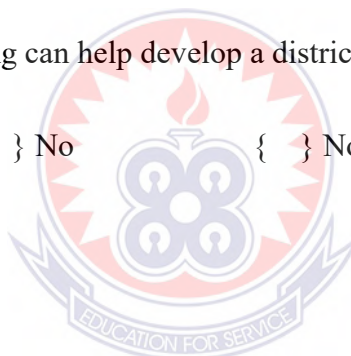 g can help develop a distric
} No { } No
EDUCATION FOR SERVICE